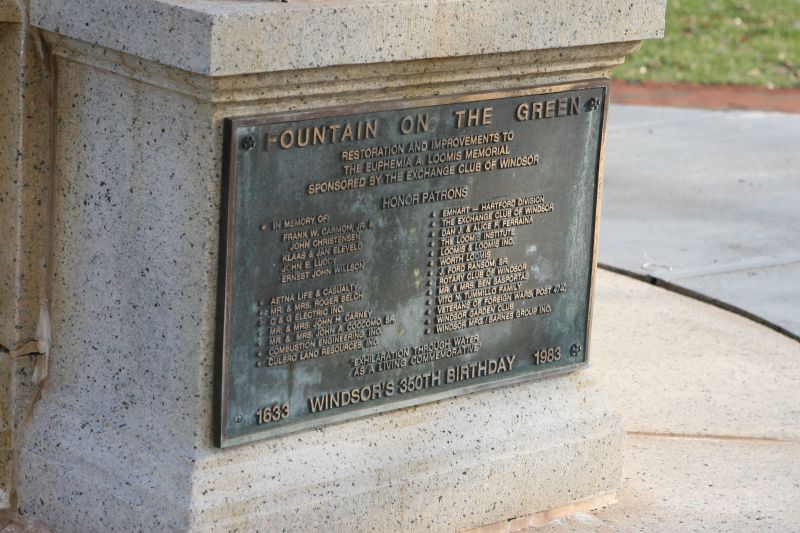 FOUNTAIN ON THE GREEN
RESTORATION AND IMPROVEMENTS TO
THE EUPHEMIA A. LOOMIS MEMORIAL
SPONSORED BY THE EXCHANGE CLUB OF WINDSOR
HONOR PATRONS
IN MEMORY OF:
FRANK W. CARMON, JR. &
JOHN CHRISTENSEN
KLAAS & JAN ELEVELD
JOHN E. LUDDY
ERNEST JOHN WILLSON
AETNA LIFE & CASUALTY
MR. & MRS. ROGER BELCH
C & G ELECTRIC INC.
MR. & MRS. JOHN H. CARNEY
MR. & MRS. JOHN A. COCCOMO, SR.
COMBUSTION ENGINEERING INC.
CULBRO LAND RESOURCES, INC.
EMHART - HARTFORD DIVISION
THE EXCHANGE CLUB OF WINDSOR
DAN J. & ALICE P. FERRAINA
THE LOOMIS INSTITUTE
LOOMIS & LOOMIS INC.
WORTH LOOMIS
J. FORD RANSOM, SR.
ROTARY CLUB OF WINDSOR
MR. & MRS. BEN SASPORTAS
VITO N. TUMMILLO FAMILY
VETERANS OF FOREIGN WARS, POST 4740
WINDSOR GARDEN CLUB
WINDSOR MFG. / BARNES GROUP INC.
"EXHILARATION THROUGH WATER
AS A LIVING COMMEMORATIVE"
1633 WINDSOR'S 350TH BIRTHDAY 1983